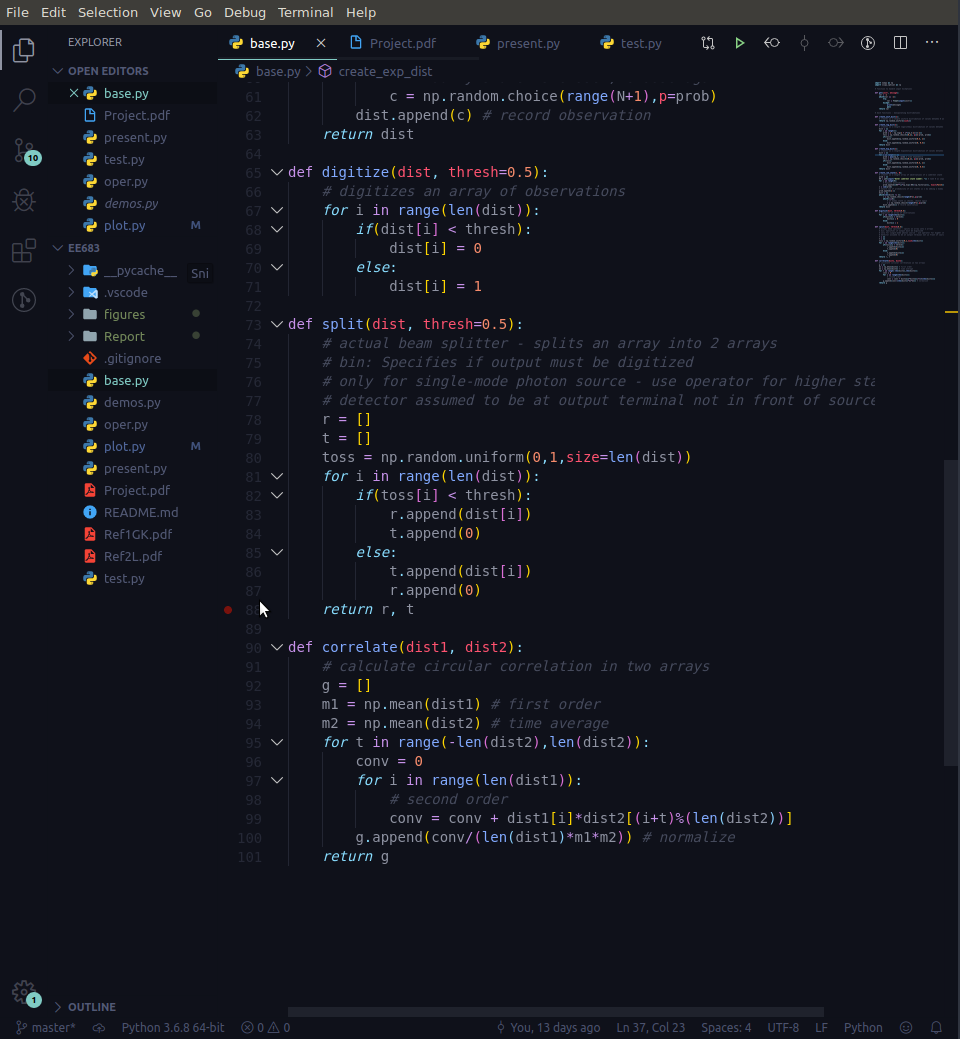 File Edit Selection View Go Debug Terminal Help
EXPLORER
OPEN EDITORS
base.py
Project.pdf
present.py
test.py
oper.py
demos.py
plot.py M
EE683
__pycache__
Sni
.vscode
figures
Report
.gitignore
base.py
demos.py
oper.py
plot.py M
present.py
Project.pdf
README.md
Ref1GK.pdf
Ref2L.pdf
test.py
OUTLINE
10
1
base.py Project.pdf present.py test.py
base.py > create_exp_dist
61 c = np.random.choice(range(N+1),p=prob)
62 dist.append(c) # record observation
63 return dist
64
65 def digitize(dist, thresh=0.5):
66 # digitizes an array of observations
67 for i in range(len(dist)):
68 if(dist[i] < thresh):
69 dist[i] = 0
70 else:
71 dist[i] = 1
72
73 def split(dist, thresh=0.5):
74 # actual beam splitter - splits an array into 2 arrays
75 # bin: Specifies if output must be digitized
76 # only for single-mode photon source - use operator for higher sta
77 # detector assumed to be at output terminal not in front of source
78 r = []
79 t = []
80 toss = np.random.uniform(0,1,size=len(dist))
81 for i in range(len(dist)):
82 if(toss[i] < thresh):
83 r.append(dist[i])
84 t.append(0)
85 else:
86 t.append(dist[i])
87 r.append(0)
88 return r, t
89
90 def correlate(dist1, dist2):
91 # calculate circular correlation in two arrays
92 g = []
93 m1 = np.mean(dist1) # first order
94 m2 = np.mean(dist2) # time average
95 for t in range(-len(dist2),len(dist2)):
96 conv = 0
97 for i in range(len(dist1)):
98 # second order
99 conv = conv + dist1[i]*dist2[(i+t)%(len(dist2))]
100 g.append(conv/(len(dist1)*m1*m2)) # normalize
101 return g
master* Python 3.6.8 64-bit 0 0 You, 13 days ago Ln 37, Col 23 Spaces: 4 UTF-8 LF Python